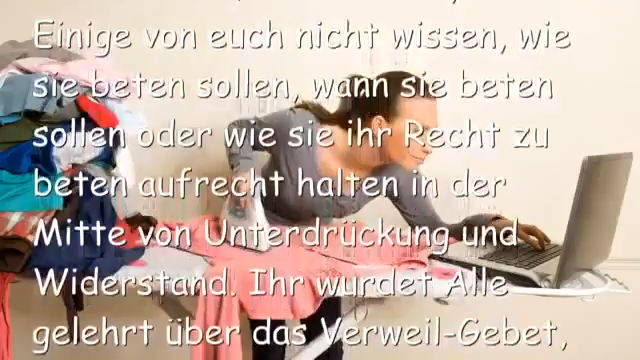 Einige von euch nicht wissen, wie
sie beten sollen, wann sie beten
sollen oder wie sie ihr Recht zu
beten aufrecht halten in der
Mitte von Unterdrückung und
Widerstand. Ihr wurdet Alle
gelehrt über das Verweil-Gebet,